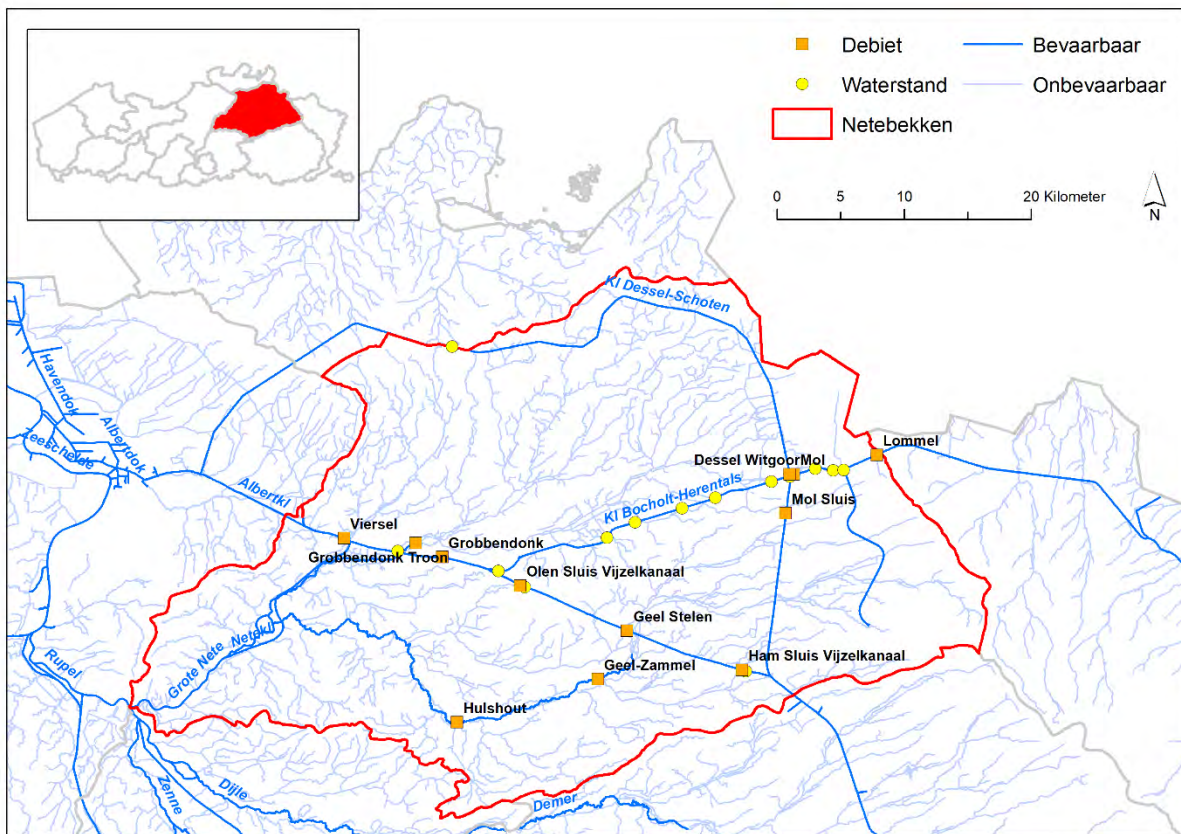 Debiet
Bevaarbaar
Waterstand
Onbevaarbaar
Netebekken
0 5 10 20 Kilometer
N
Kl Dessel-Schoten
Havendok
Albertdok
Zeeschelde
Albertkl
Lommel
Dessel Witgoor Mol
Kl Bocholt-Herentals
Mol Sluis
Viersel
Grobbendonk
Grobbendonk Troon
Olen Sluis Vijzelkanaal
Geel Stelen
Netekl
Grote Nete
Rupel
Geel-Zammel
Ham Sluis Vijzelkanaal
Hulshout
Dijle
Zenne
Demer